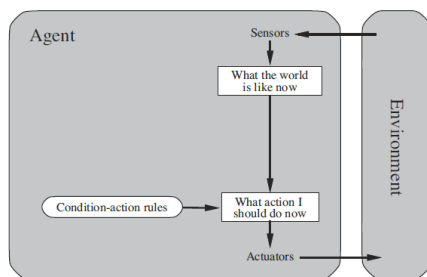 Agent
Sensors
What the world
is like now
Environment
Condition-action rules
What action I
should do now
Actuators